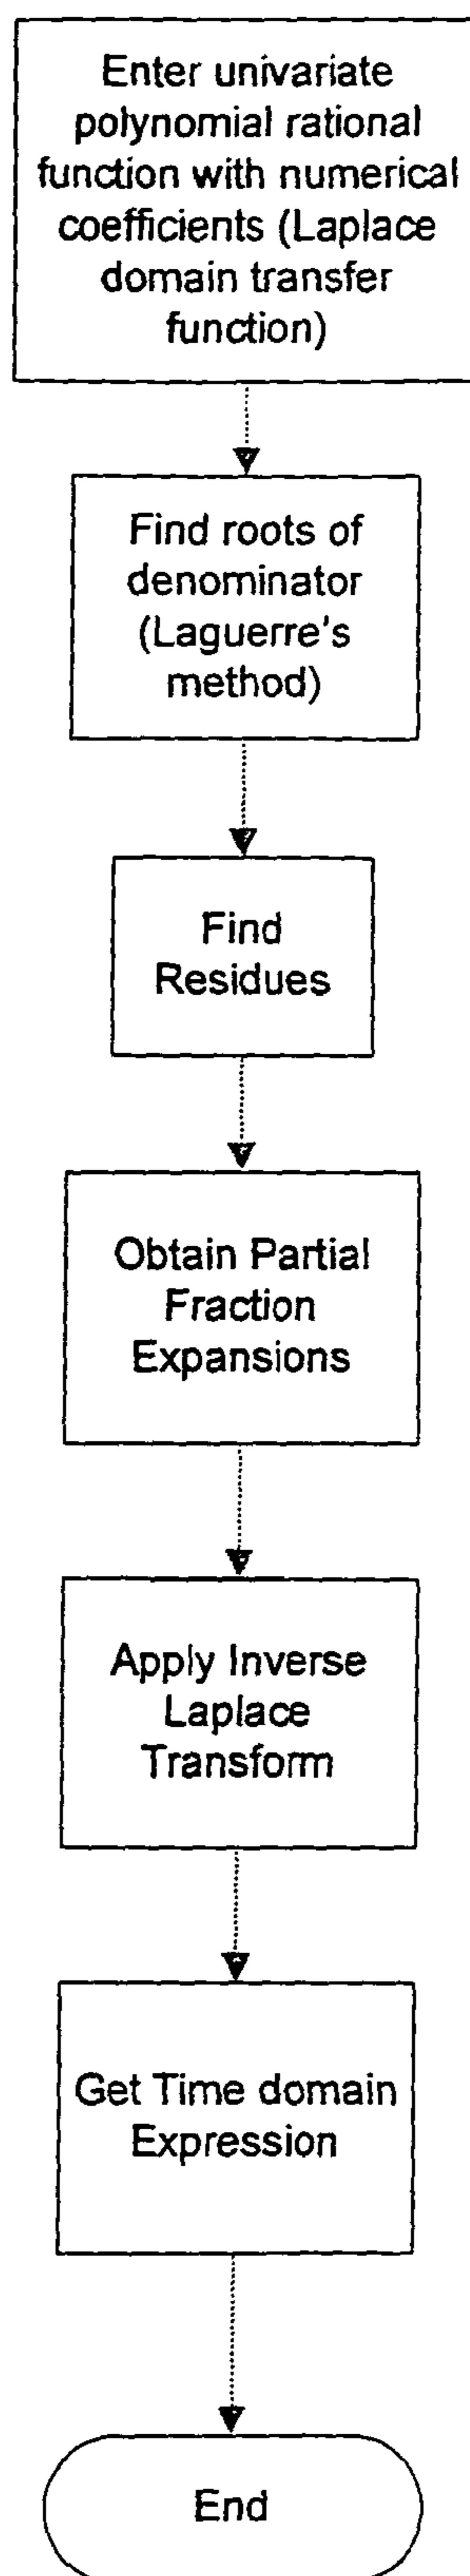 Enter univariate
polynomial rational
function with numerical
coefficients (Laplace
domain transfer
function)
Find roots of
denominator
(Laguerre's
method)
Find
Residues
Obtain Partial
Fraction
Expansions
Apply Inverse
Laplace
Transform
Get Time domain
Expression
End